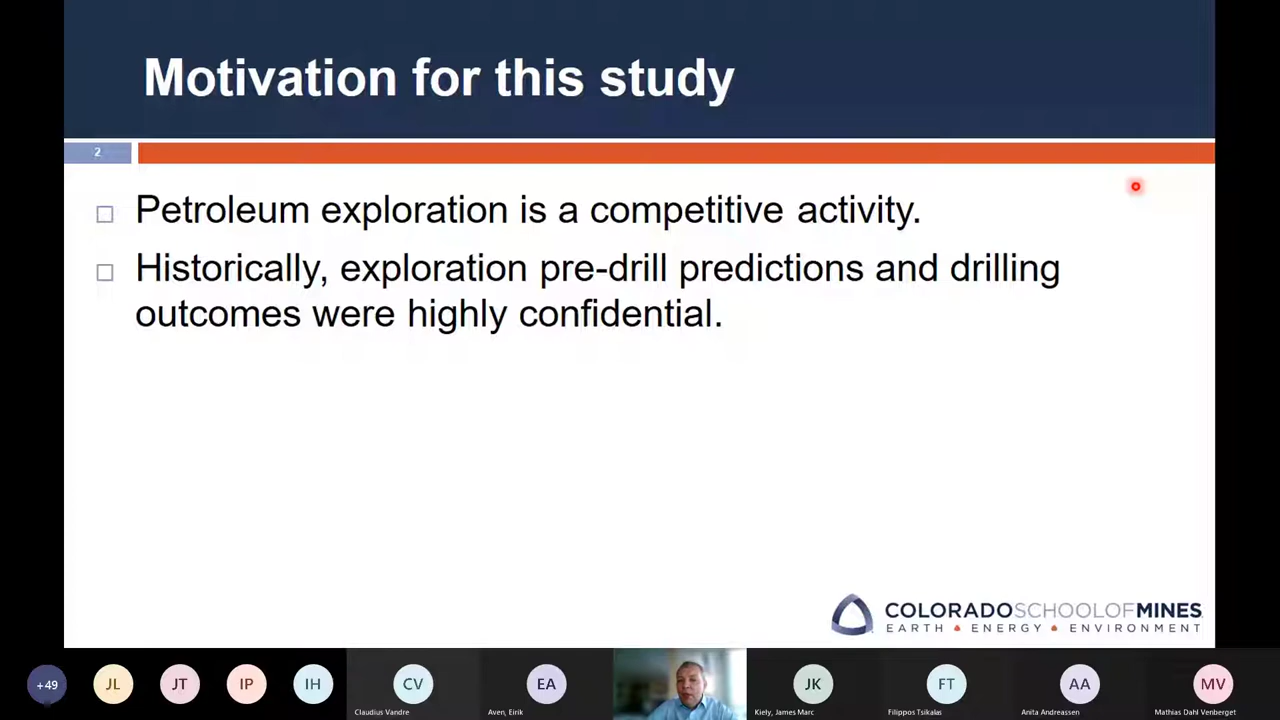 Motivation for this study
2
Petroleum exploration is a competitive activity.
Historically, exploration pre-drill predictions and drilling
outcomes were highly confidential.
COLORADOSCHOOLOFMINES
EARTH ENERGY ENVIRONMENT
+49 JL JT IP IH CV EA JK FT AA MV
Claudius Vandre Aven, Eirik Kiely, James Marc Filippos Tsikalas Anita Andreassen Mathias Dahl Venberget